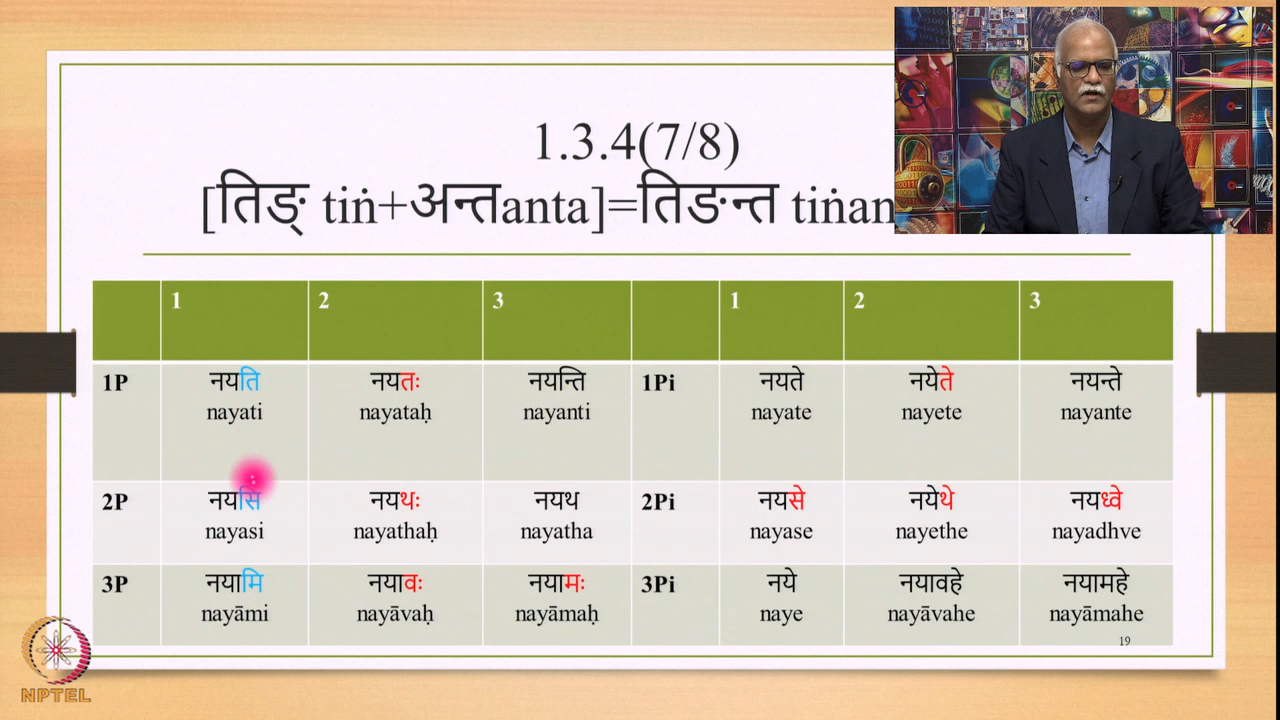 1.3.4(7/8)
[तिङ् tiṅ+अन्तanta]=तिङन्त tiṅan
1 2 3 1 2 3
1P नयति नयतः नयन्ति 1Pi नयते नयेते नयन्ते
nayati nayataḥ nayanti nayate nayete nayante
2P नयसि नयथः नयथ 2Pi नयसे नयेथे नयध्वे
nayasi nayathaḥ nayatha nayase nayethe nayadhve
3P नयामि नयावः नयामः 3Pi नये नयावहे नयामहे
nayāmi nayāvaḥ nayāmaḥ naye nayāvahe nayāmahe
19
NPTEL